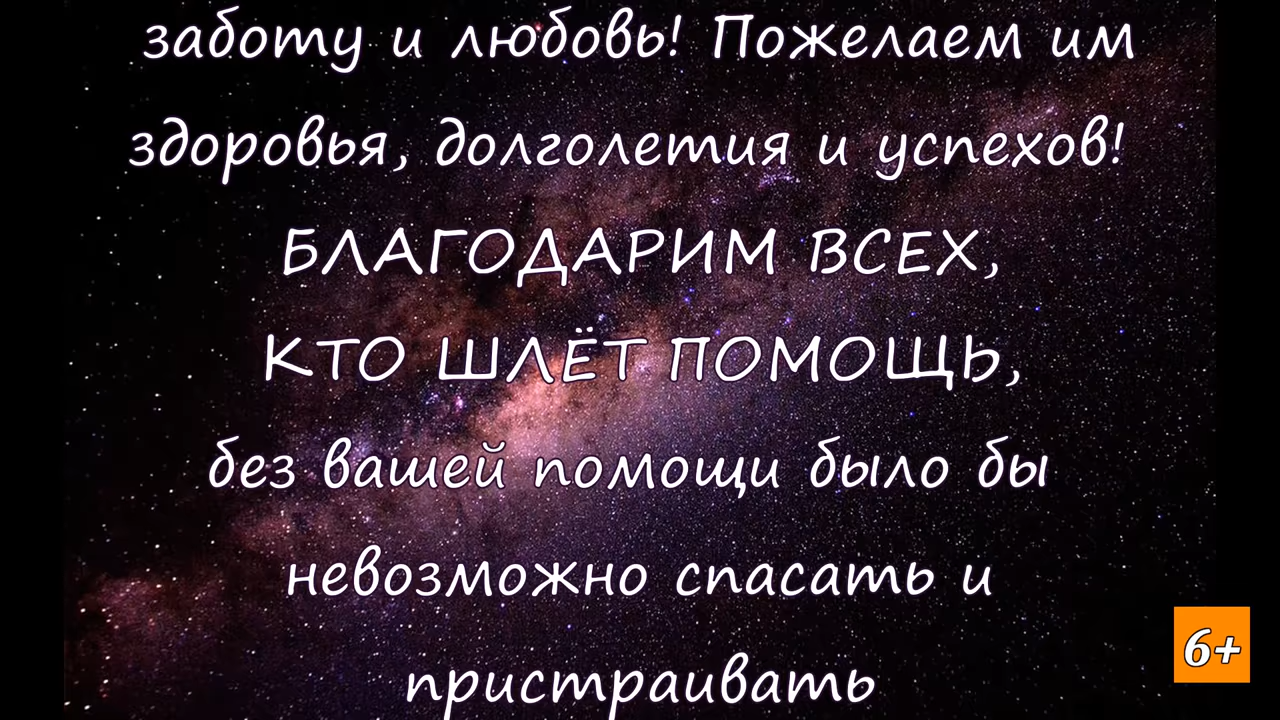 заботу и любовь! Пожелаем им
здоровья, долголетия и успехов!
БЛАГОДАРИМ ВСЕХ,
КТО ШЛЁТ ПОМОЩЬ,
без вашей помощи было бы
невозможно спасать и
6+
пристраивать